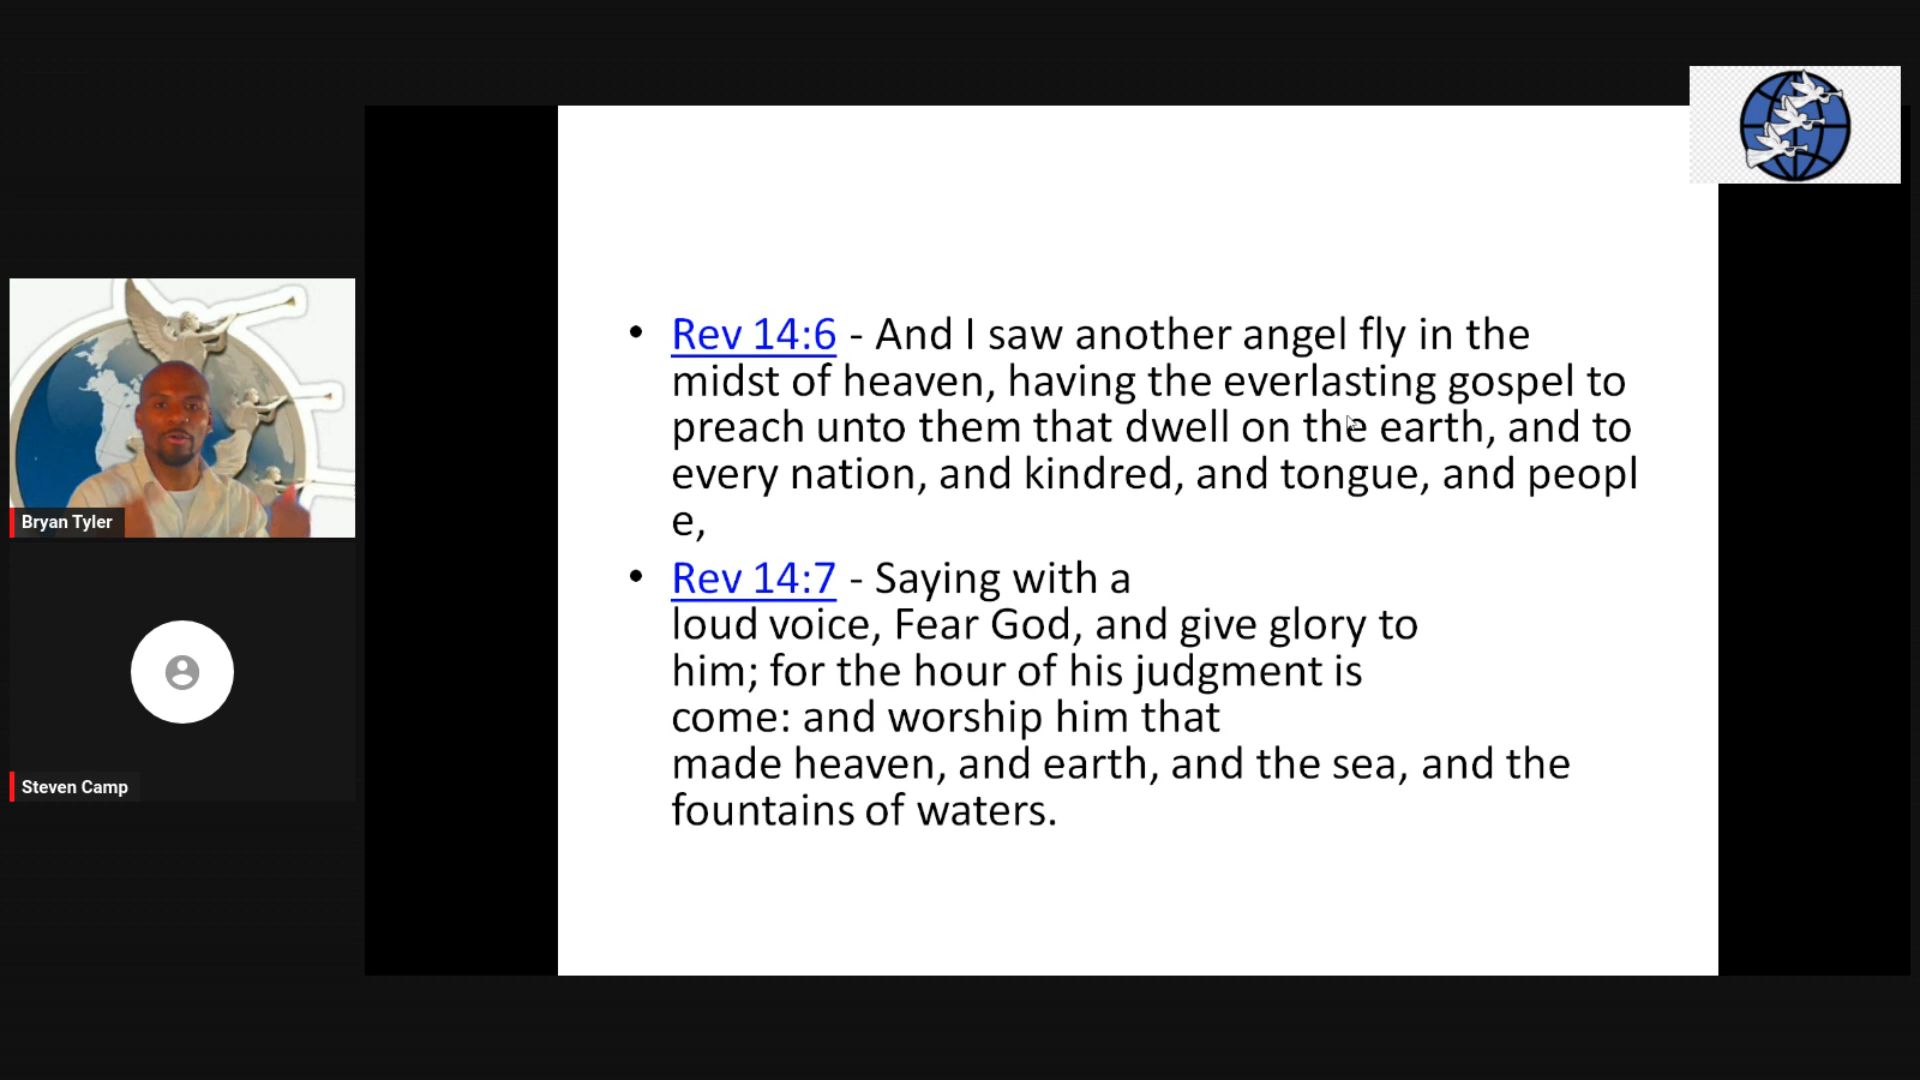 Rev 14:6 - And I saw another angel fly in the
midst of heaven, having the everlasting gospel to
preach unto them that dwell on the earth, and to
every nation, and kindred, and tongue, and peopl
e,
Rev 14:7 - Saying with a
loud voice, Fear God, and give glory to
him; for the hour of his judgment is
come: and worship him that
made heaven, and earth, and the sea, and the
fountains of waters.
Bryan Tyler
Steven Camp